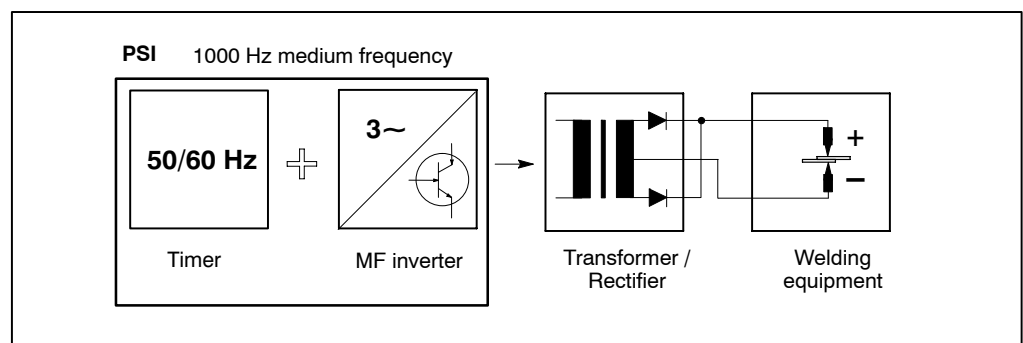 PSI 1000 Hz medium frequency
50/60 Hz
3~
+
−
Timer
MF inverter
Transformer /
Rectifier
Welding
equipment